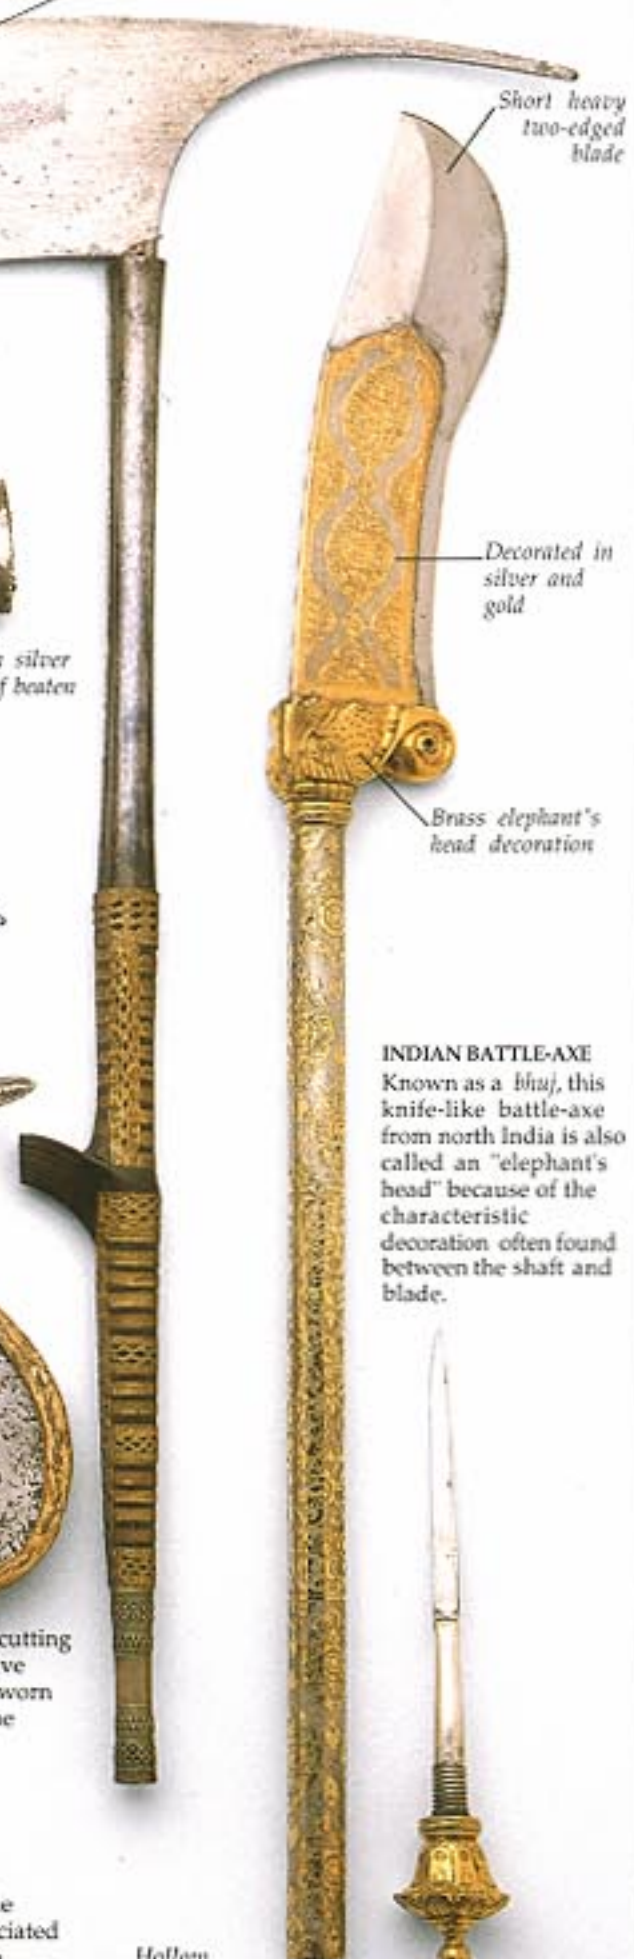 Short heavy
two-edged
blade
Decorated in
silver and
gold
silver
beaten
Brass elephant's
head decoration
INDIAN BATTLE-AXE
Known as a bhuj, this
knife-like battle-axe
from north India is also
called an "elephant's
head" because of the
characteristic
decoration often found
between the shaft and
blade.
cutting
ve
worn
e
e
ciated
Hollow